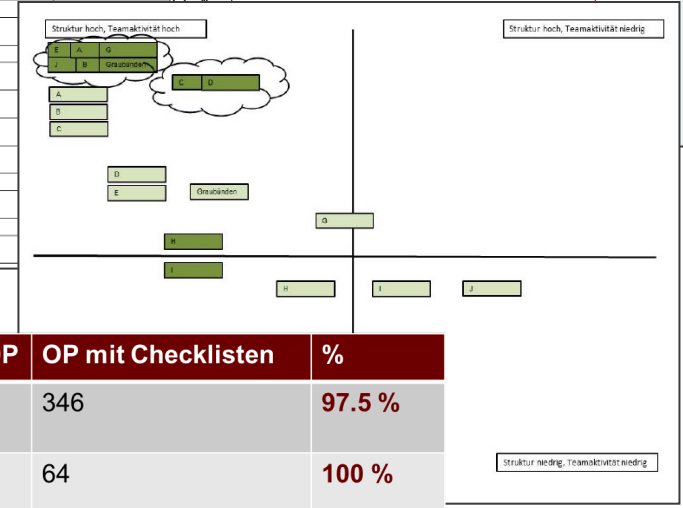 Struktur hoch, Teamaktivität hoch
Struktur hoch, Teamaktivität niedrig
E A G
J B Graubünden
C D
A
B
C
D
E Graubünden
G
H
I
H I J
OP mit Checklisten %
346 97.5 %
64 100 %
Struktur niedrig, Teamaktivität niedrig